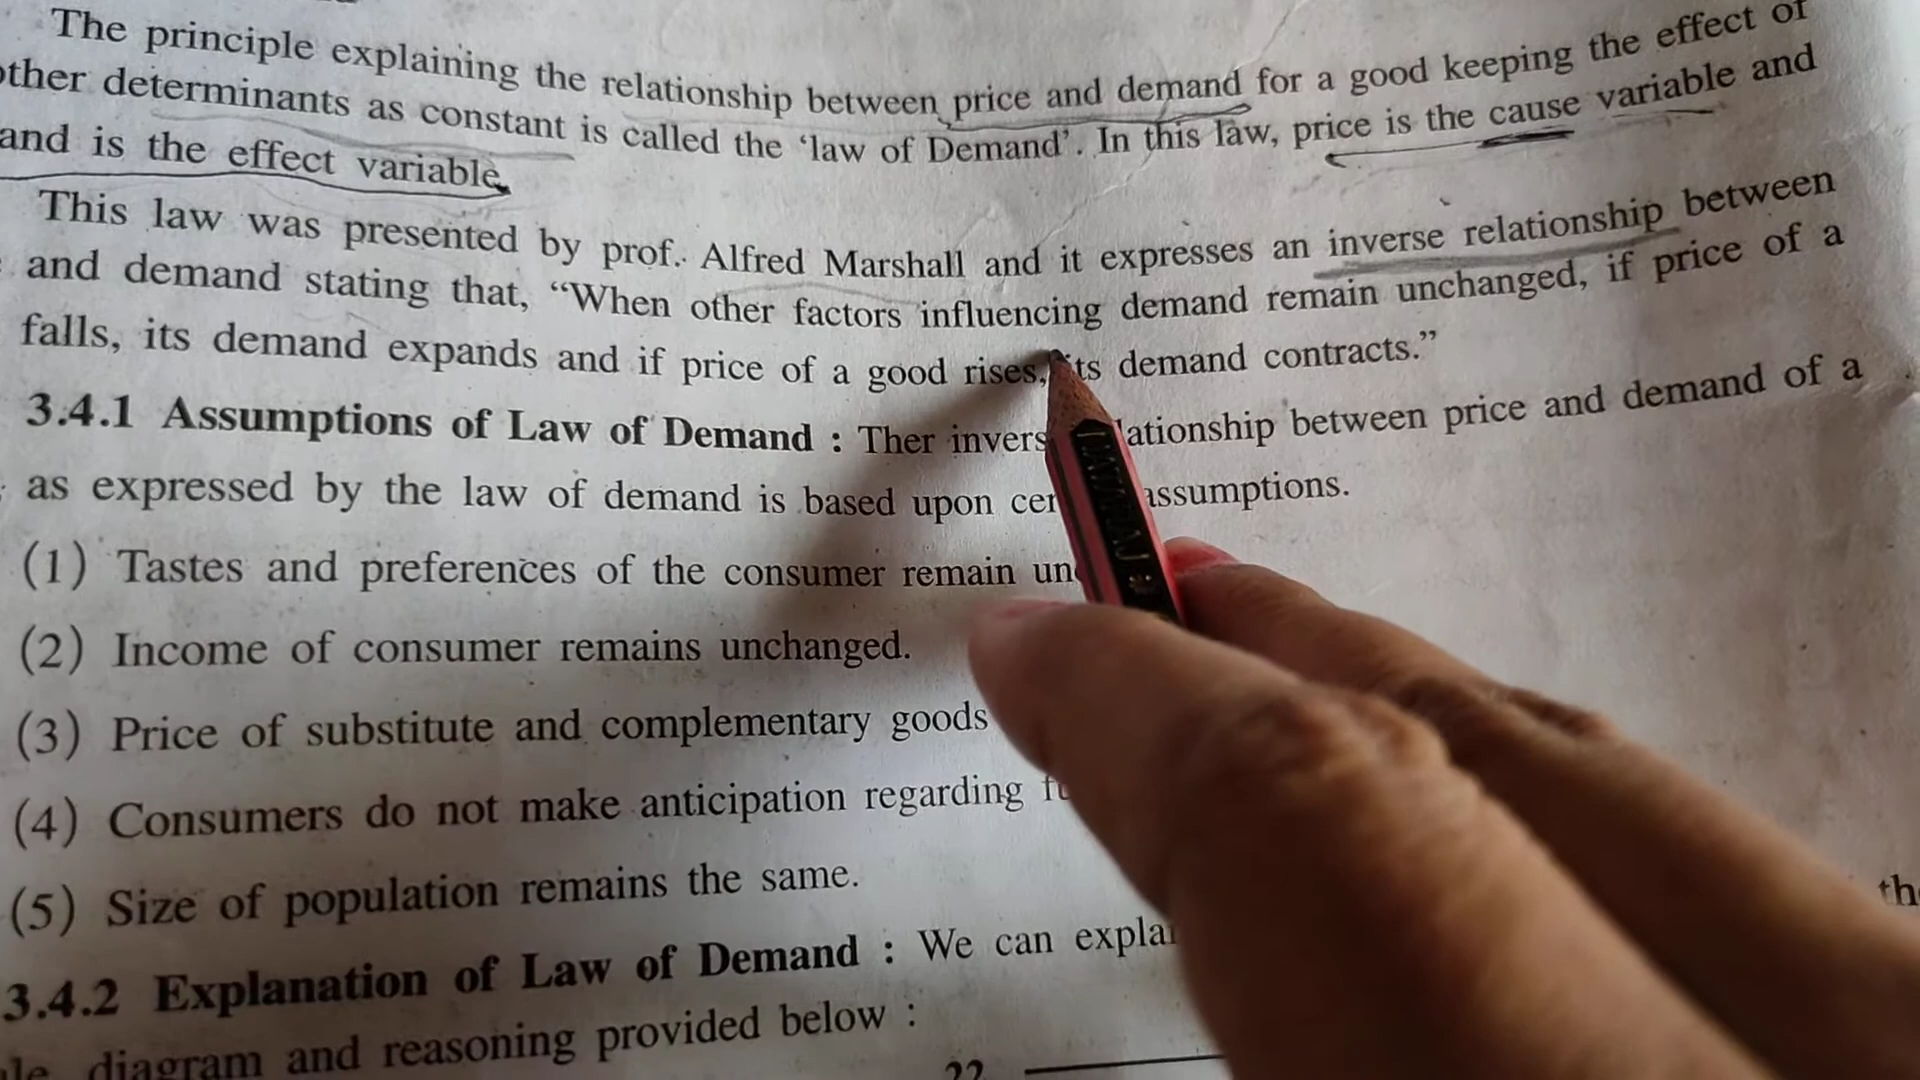 The principle explaining the relationship between price and demand for a good keeping the effect of
other determinants as constant is called the ‘law of Demand’. In this law, price is the cause variable and
and is the effect variable.
This law was presented by prof. Alfred Marshall and it expresses an inverse relationship between
and demand stating that, “When other factors influencing demand remain unchanged, if price of a
falls, its demand expands and if price of a good rises, its demand contracts.”
3.4.1 Assumptions of Law of Demand : Ther invers lationship between price and demand of a
as expressed by the law of demand is based upon cer assumptions.
(1) Tastes and preferences of the consumer remain un
(2) Income of consumer remains unchanged.
(3) Price of substitute and complementary goods
(4) Consumers do not make anticipation regarding
(5) Size of population remains the same.
3.4.2 Explanation of Law of Demand : We can explai
diagram and reasoning provided below :
22